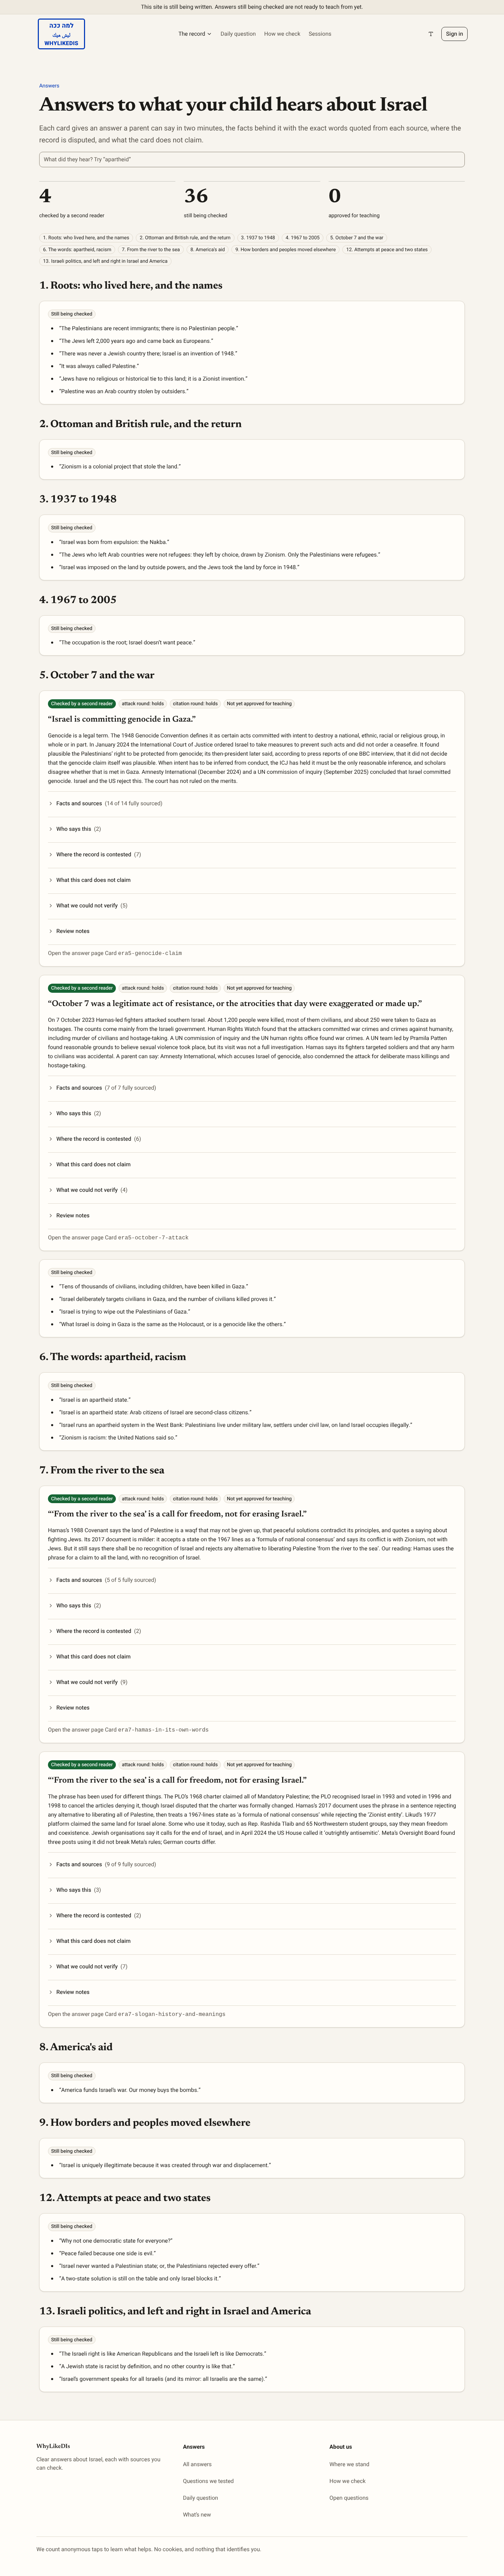 This site is still being written. Answers still being checked are not ready to teach from yet.
למה ככה
ليش هيك
WHYLIKEDIS
The record
Daily question
How we check
Sessions
Sign in
Answers
Answers to what your child hears about Israel
Each card gives an answer a parent can say in two minutes, the facts behind it with the exact words quoted from each source, where the
record is disputed, and what the card does not claim.
What did they hear? Try "apartheid"
4
checked by a second reader
36
still being checked
0
approved for teaching
1. Roots: who lived here, and the names
2. Ottoman and British rule, and the return
3. 1937 to 1948
4. 1967 to 2005
5. October 7 and the war
6. The words: apartheid, racism
7. From the river to the sea
8. America's aid
9. How borders and peoples moved elsewhere
12. Attempts at peace and two states
13. Israeli politics, and left and right in Israel and America
1. Roots: who lived here, and the names
Still being checked
"The Palestinians are recent immigrants; there is no Palestinian people."
"The Jews left 2,000 years ago and came back as Europeans."
"There was never a Jewish country there; Israel is an invention of 1948."
"It was always called Palestine."
"Jews have no religious or historical tie to this land; it is a Zionist invention."
"Palestine was an Arab country stolen by outsiders."
2. Ottoman and British rule, and the return
Still being checked
"Zionism is a colonial project that stole the land."
3. 1937 to 1948
Still being checked
"Israel was born from expulsion: the Nakba."
"The Jews who left Arab countries were not refugees: they left by choice, drawn by Zionism. Only the Palestinians were refugees."
"Israel was imposed on the land by outside powers, and the Jews took the land by force in 1948."
4. 1967 to 2005
Still being checked
"The occupation is the root; Israel doesn't want peace."
5. October 7 and the war
Checked by a second reader
attack round: holds
citation round: holds
Not yet approved for teaching
"Israel is committing genocide in Gaza."
Genocide is a legal term. The 1948 Genocide Convention defines it as certain acts committed with intent to destroy a national, ethnic, racial or religious group, in
whole or in part. In January 2024 the International Court of Justice ordered Israel to take measures to prevent such acts and did not order a ceasefire. It found
plausible the Palestinians' right to be protected from genocide; its then president later said, according to press reports of one BBC interview, that it did not decide
that the genocide claim itself was plausible. When intent must be inferred from conduct, the ICJ has held it must be the only reasonable inference, and scholars
disagree whether that is met in Gaza. Amnesty International (December 2024) and a UN commission of inquiry (September 2025) concluded that Israel committed
genocide. Israel and the US reject this. The court has not ruled on the merits.
Facts and sources (14 of 14 fully sourced)
Who says this (2)
Where the record is contested (7)
What this card does not claim
What we could not verify (5)
Review notes
Open the answer page Card era5-genocide-claim
Checked by a second reader
attack round: holds
citation round: holds
Not yet approved for teaching
"October 7 was a legitimate act of resistance, or the atrocities that day were exaggerated or made up."
On 7 October 2023 Hamas-led fighters attacked southern Israel. About 1,200 people were killed, most of them civilians, and about 250 were taken to Gaza as
hostages. The counts come mainly from the Israeli government. Human Rights Watch found that the attackers committed war crimes and crimes against humanity,
including murder of civilians and hostage-taking. A UN commission of inquiry and the UN human rights office found war crimes. A UN team led by Pramila Patten
found reasonable grounds to believe sexual violence took place, but its visit was not a full investigation. Hamas says its fighters targeted soldiers and that any harm
to civilians was accidental. A parent can say: Amnesty International, which accuses Israel of genocide, also condemned the attack for deliberate mass killings and
hostage-taking.
Facts and sources (7 of 7 fully sourced)
Who says this (2)
Where the record is contested (6)
What this card does not claim
What we could not verify (4)
Review notes
Open the answer page Card era5-october-7-attack
Still being checked
"Tens of thousands of civilians, including children, have been killed in Gaza."
"Israel deliberately targets civilians in Gaza, and the number of civilians killed proves it."
"Israel is trying to wipe out the Palestinians of Gaza."
"What Israel is doing in Gaza is the same as the Holocaust, or is a genocide like the others."
6. The words: apartheid, racism
Still being checked
"Israel is an apartheid state."
"Israel is an apartheid state: Arab citizens of Israel are second-class citizens."
"Israel runs an apartheid system in the West Bank: Palestinians live under military law, settlers under civil law, on land Israel occupies illegally."
"Zionism is racism: the United Nations said so."
7. From the river to the sea
Checked by a second reader
attack round: holds
citation round: holds
Not yet approved for teaching
"'From the river to the sea' is a call for freedom, not for erasing Israel."
Hamas's 1988 Covenant says the land of Palestine is a waqf that may not be given up, that peaceful solutions contradict its principles, and quotes a saying about
fighting Jews. Its 2017 document is milder: it accepts a state on the 1967 lines as a 'formula of national consensus' and says its conflict is with Zionism, not with
Jews. But it still says there shall be no recognition of Israel and rejects any alternative to liberating Palestine 'from the river to the sea'. Our reading: Hamas uses the
phrase for a claim to all the land, with no recognition of Israel.
Facts and sources (5 of 5 fully sourced)
Who says this (2)
Where the record is contested (2)
What this card does not claim
What we could not verify (9)
Review notes
Open the answer page Card era7-hamas-in-its-own-words
Checked by a second reader
attack round: holds
citation round: holds
Not yet approved for teaching
"'From the river to the sea' is a call for freedom, not for erasing Israel."
The phrase has been used for different things. The PLO's 1968 charter claimed all of Mandatory Palestine; the PLO recognised Israel in 1993 and voted in 1996 and
1998 to cancel the articles denying it, though Israel disputed that the charter was formally changed. Hamas's 2017 document uses the phrase in a sentence rejecting
any alternative to liberating all of Palestine, then treats a 1967-lines state as 'a formula of national consensus' while rejecting the 'Zionist entity'. Likud's 1977
platform claimed the same land for Israel alone. Some who use it today, such as Rep. Rashida Tlaib and 65 Northwestern student groups, say they mean freedom
and coexistence. Jewish organisations say it calls for the end of Israel, and in April 2024 the US House called it 'outrightly antisemitic'. Meta's Oversight Board found
three posts using it did not break Meta's rules; German courts differ.
Facts and sources (9 of 9 fully sourced)
Who says this (3)
Where the record is contested (2)
What this card does not claim
What we could not verify (7)
Review notes
Open the answer page Card era7-slogan-history-and-meanings
8. America's aid
Still being checked
"America funds Israel's war. Our money buys the bombs."
9. How borders and peoples moved elsewhere
Still being checked
"Israel is uniquely illegitimate because it was created through war and displacement."
12. Attempts at peace and two states
Still being checked
"Why not one democratic state for everyone?"
"Peace failed because one side is evil."
"Israel never wanted a Palestinian state; or, the Palestinians rejected every offer."
"A two-state solution is still on the table and only Israel blocks it."
13. Israeli politics, and left and right in Israel and America
Still being checked
"The Israeli right is like American Republicans and the Israeli left is like Democrats."
"A Jewish state is racist by definition, and no other country is like that."
"Israel's government speaks for all Israelis (and its mirror: all Israelis are the same)."
WhyLikeDis
Clear answers about Israel, each with sources you
can check.
Answers
All answers
Questions we tested
Daily question
What's new
About us
Where we stand
How we check
Open questions
We count anonymous taps to learn what helps. No cookies, and nothing that identifies you.